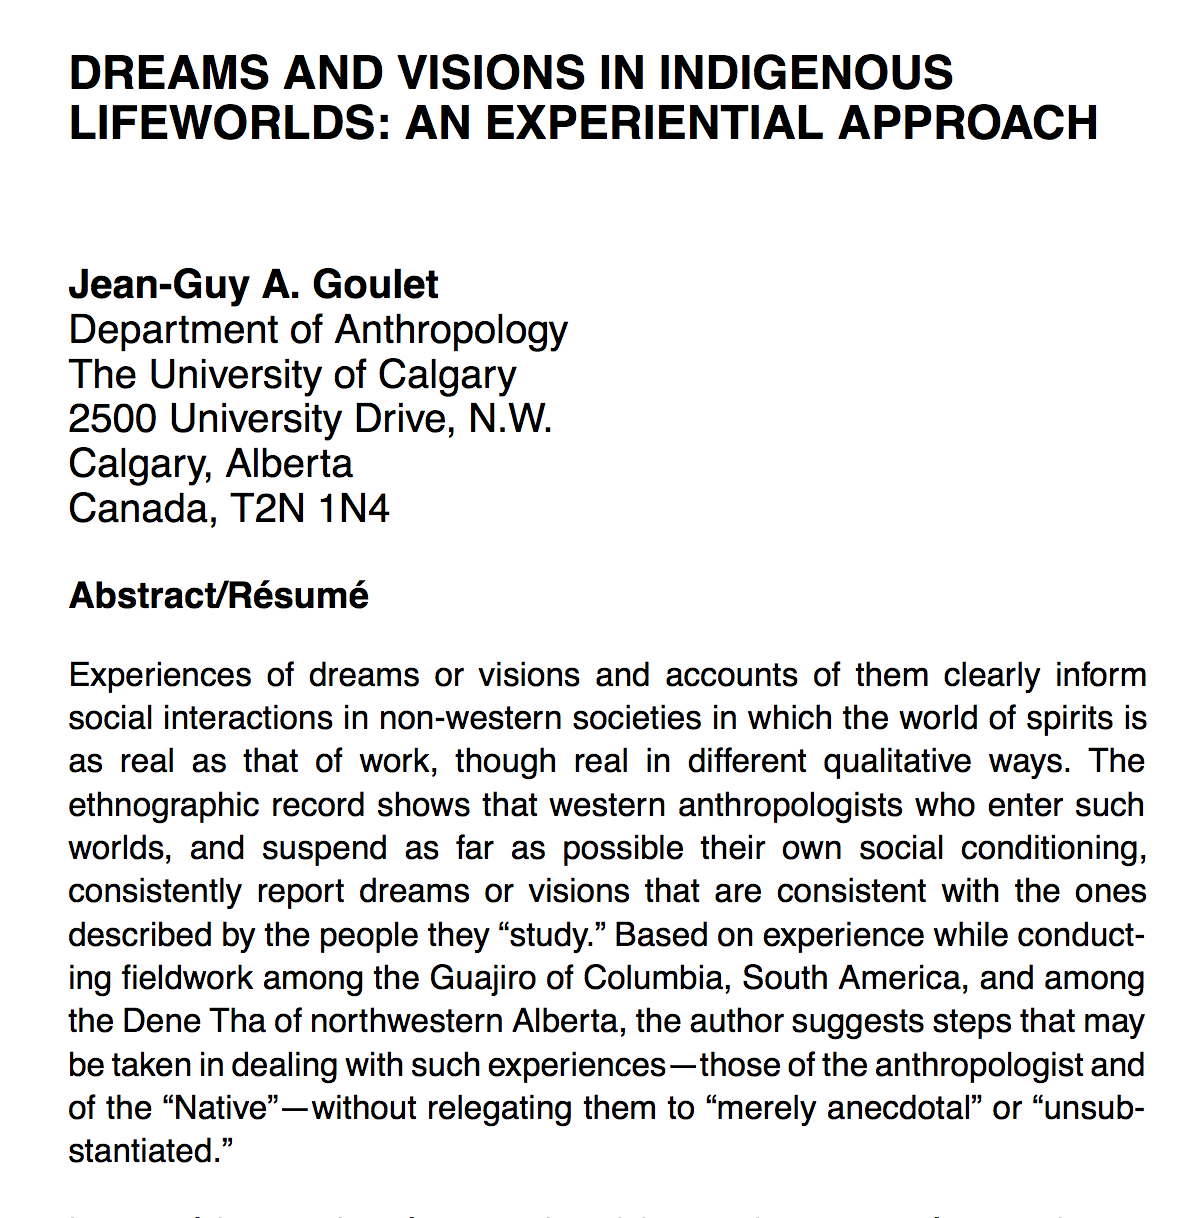 DREAMS AND VISIONS IN INDIGENOUS
LIFEWORLDS: AN EXPERIENTIAL APPROACH
Jean-Guy A. Goulet
Department of Anthropology
The University of Calgary
2500 University Drive, N.W.
Calgary, Alberta
Canada, T2N 1N4
Abstract/Résumé
Experiences of dreams or visions and accounts of them clearly inform
social interactions in non-western societies in which the world of spirits is
as real as that of work, though real in different qualitative ways. The
ethnographic record shows that western anthropologists who enter such
worlds, and suspend as far as possible their own social conditioning,
consistently report dreams or visions that are consistent with the ones
described by the people they “study.” Based on experience while conduct-
ing fieldwork among the Guajiro of Columbia, South America, and among
the Dene Tha of northwestern Alberta, the author suggests steps that may
be taken in dealing with such experiences—those of the anthropologist and
of the “Native”—without relegating them to “merely anecdotal” or “unsub-
stantiated.”